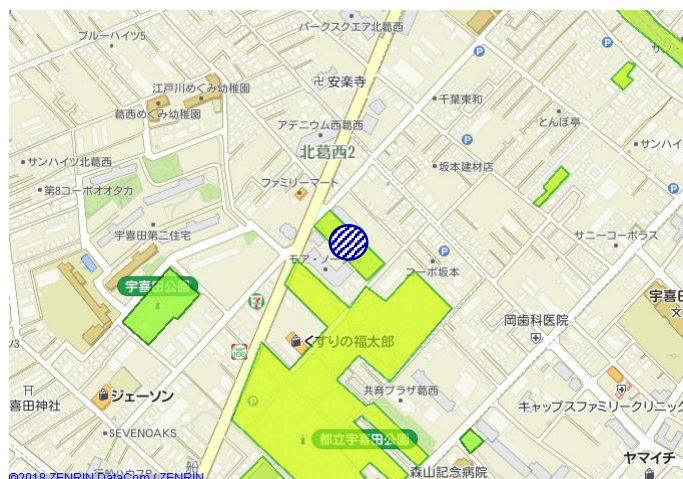 ブルーハイツ5
パークスクエア北葛西
サン・
江戸川めぐみ幼稚園
安楽寺
葛西めぐみ幼稚園
千葉東和
アデニウム西葛西
とんぼ亭
北葛西2
サンハイツ北葛西
坂本建材店
サンハイ
第8コーポオオタカ
ファミリーマート
宇喜田第二住宅
サニーコーポラス
モア・ノー
コーポ坂本
宇喜田公園
宇喜田
文
岡歯科医院
くすりの福太郎
共育プラザ葛西
ジェーソン
喜田神社
キャップスファミリークリニック
SEVENOAKS
都立宇喜田公園
ヤマイチ
森山記念病院
船
©2018 ZENRIN DataCom / ZENRIN